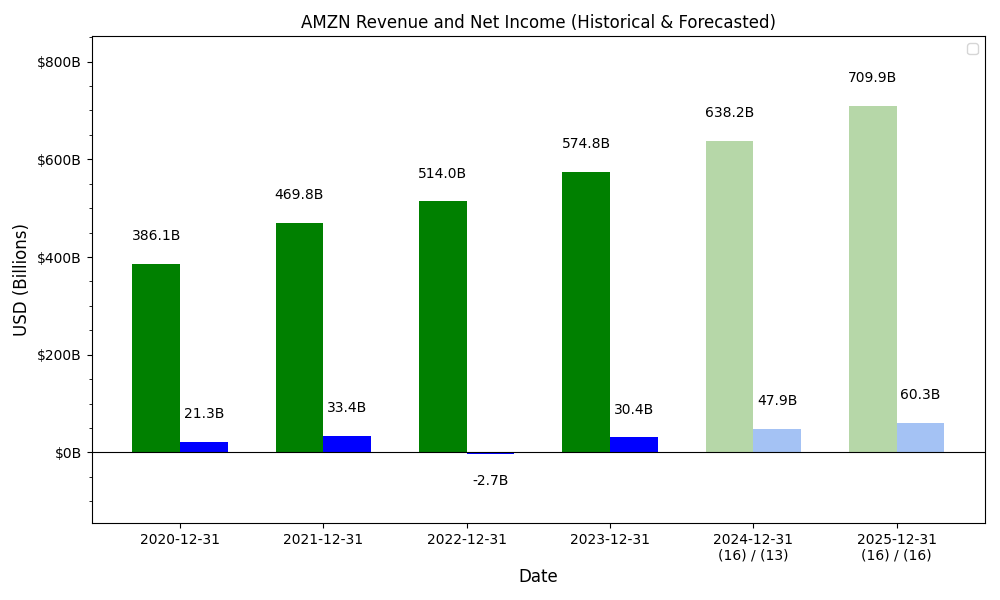 AMZN Revenue and Net Income (Historical & Forecasted)
$800B
$600B
$400B
$200B
$0B
USD (Billions)
386.1B
21.3B
469.8B
33.4B
514.0B
-2.7B
574.8B
30.4B
638.2B
47.9B
709.9B
60.3B
2020-12-31
2021-12-31
2022-12-31
2023-12-31
2024-12-31
(16) / (13)
2025-12-31
(16) / (16)
Date